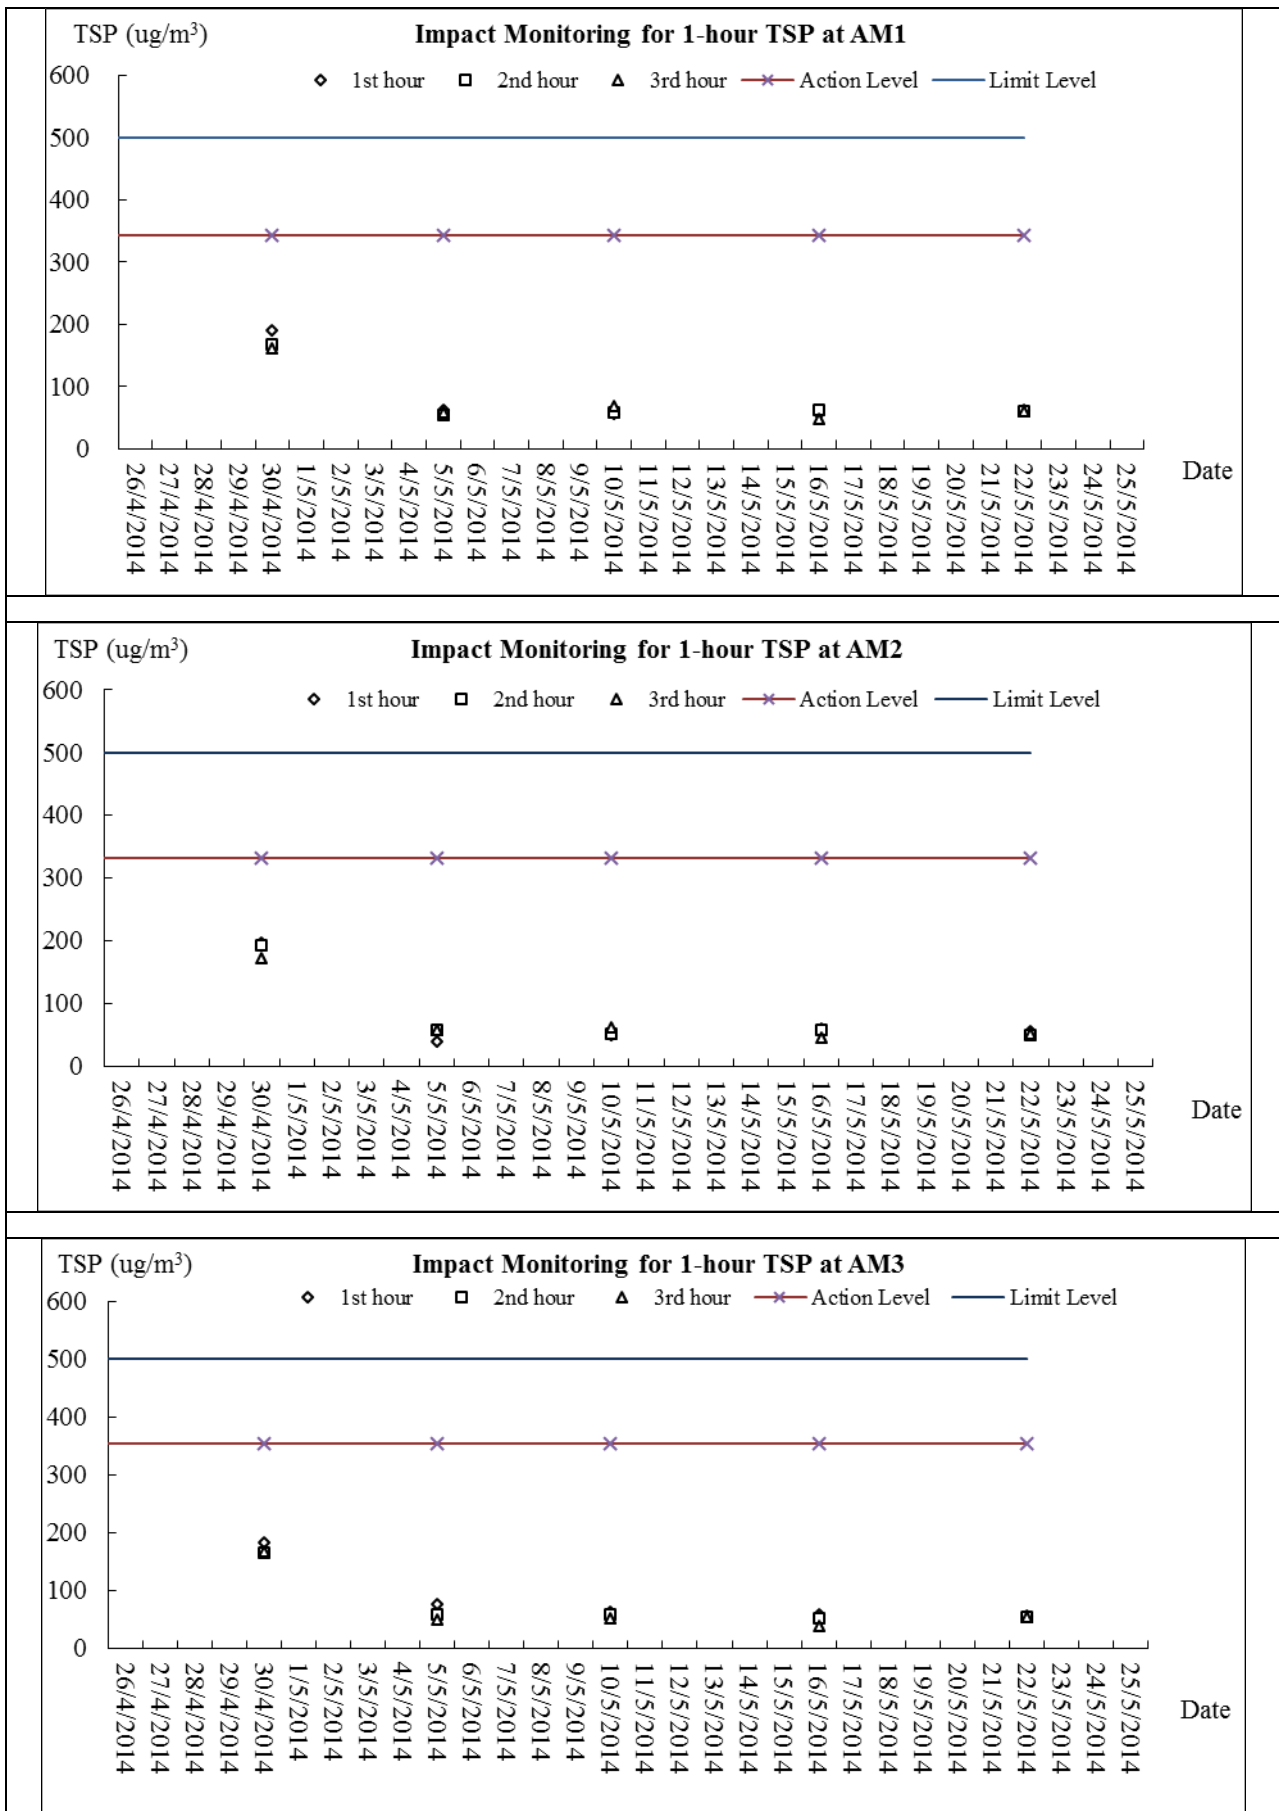 TSP (ug/m³) Impact Monitoring for 1-hour TSP at AM1
1st hour 2nd hour 3rd hour Action Level Limit Level
600
500
400
300
200
100
0
26/4/2014 27/4/2014 28/4/2014 29/4/2014 30/4/2014 1/5/2014 2/5/2014 3/5/2014 4/5/2014 5/5/2014 6/5/2014 7/5/2014 8/5/2014 9/5/2014 10/5/2014 11/5/2014 12/5/2014 13/5/2014 14/5/2014 15/5/2014 16/5/2014 17/5/2014 18/5/2014 19/5/2014 20/5/2014 21/5/2014 22/5/2014 23/5/2014 24/5/2014 25/5/2014
Date
TSP (ug/m³) Impact Monitoring for 1-hour TSP at AM2
1st hour 2nd hour 3rd hour Action Level Limit Level
600
500
400
300
200
100
0
26/4/2014 27/4/2014 28/4/2014 29/4/2014 30/4/2014 1/5/2014 2/5/2014 3/5/2014 4/5/2014 5/5/2014 6/5/2014 7/5/2014 8/5/2014 9/5/2014 10/5/2014 11/5/2014 12/5/2014 13/5/2014 14/5/2014 15/5/2014 16/5/2014 17/5/2014 18/5/2014 19/5/2014 20/5/2014 21/5/2014 22/5/2014 23/5/2014 24/5/2014 25/5/2014
Date
TSP (ug/m³) Impact Monitoring for 1-hour TSP at AM3
1st hour 2nd hour 3rd hour Action Level Limit Level
600
500
400
300
200
100
0
26/4/2014 27/4/2014 28/4/2014 29/4/2014 30/4/2014 1/5/2014 2/5/2014 3/5/2014 4/5/2014 5/5/2014 6/5/2014 7/5/2014 8/5/2014 9/5/2014 10/5/2014 11/5/2014 12/5/2014 13/5/2014 14/5/2014 15/5/2014 16/5/2014 17/5/2014 18/5/2014 19/5/2014 20/5/2014 21/5/2014 22/5/2014 23/5/2014 24/5/2014 25/5/2014
Date